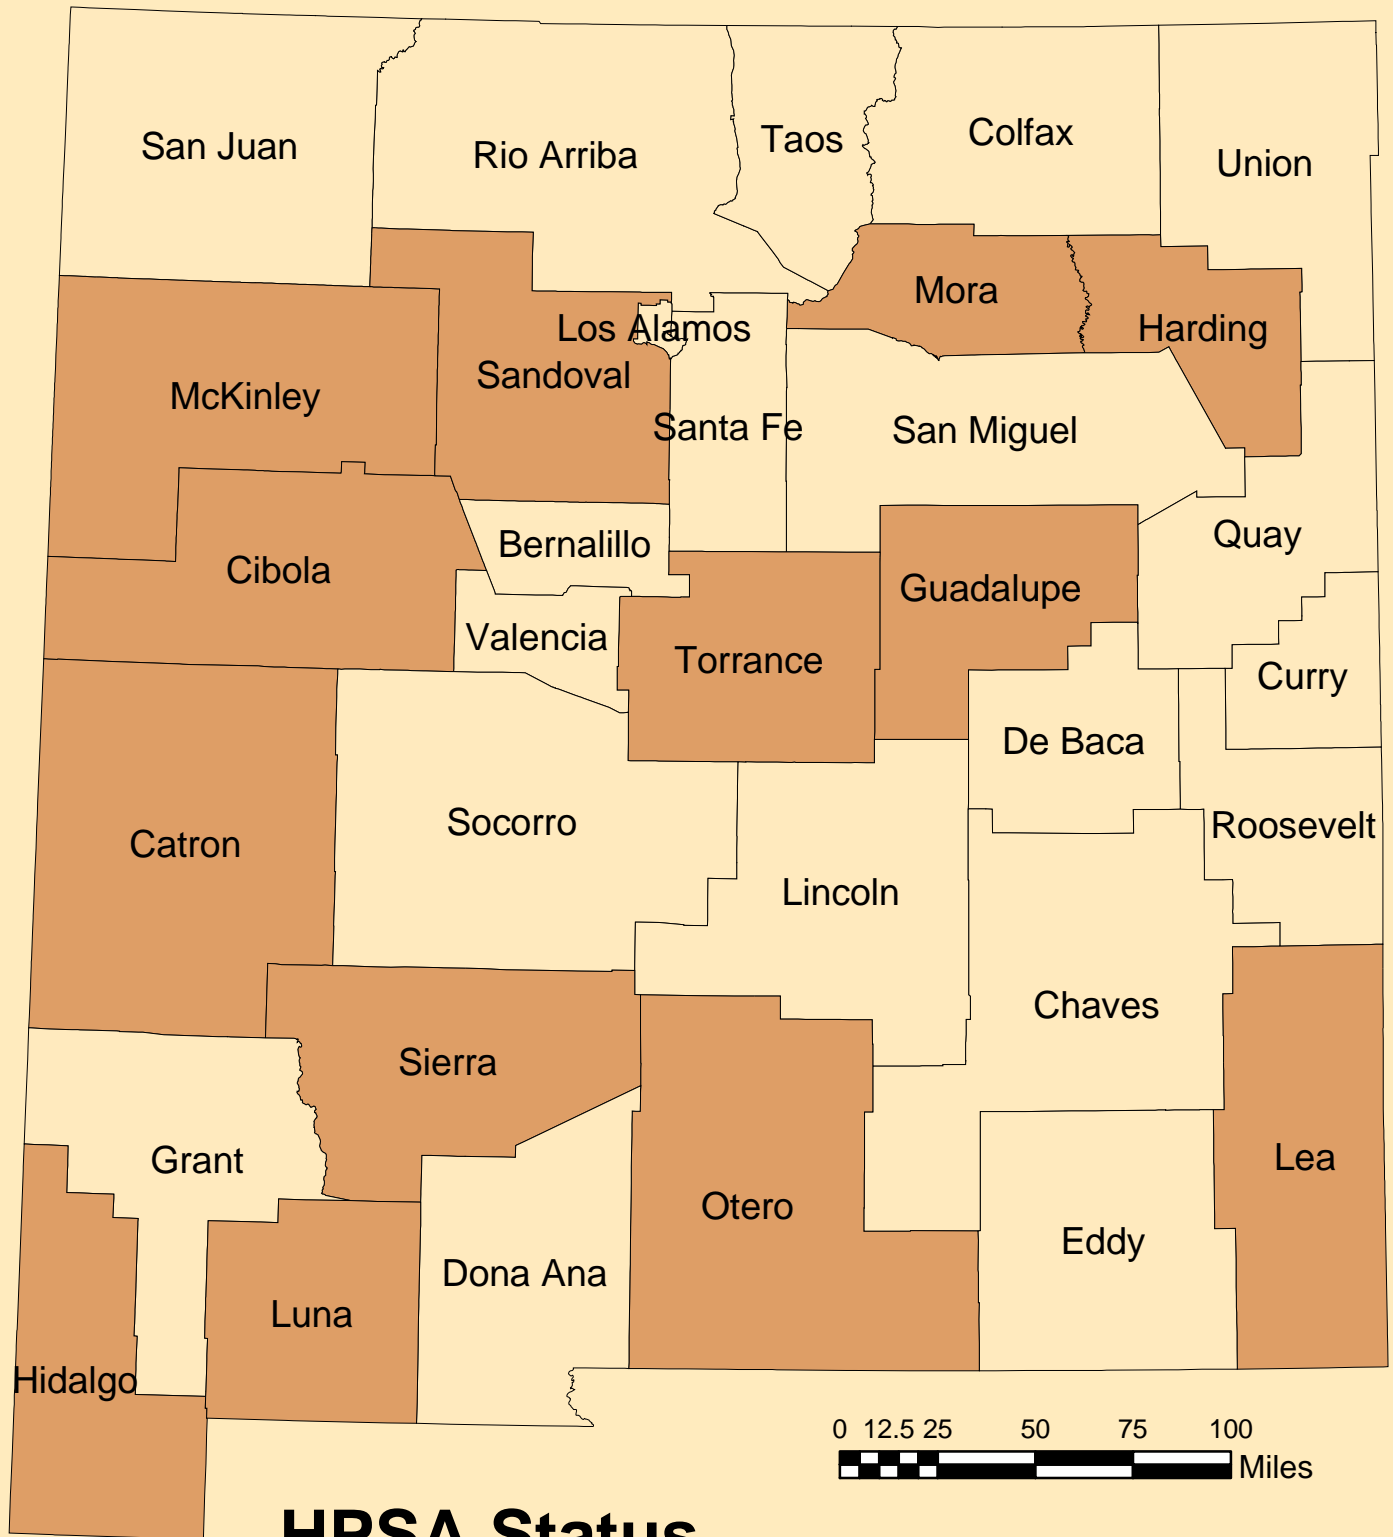 San Juan
Rio Arriba
Taos
Colfax
Union
Mora
Harding
Los Alamos
Sandoval
McKinley
Santa Fe
San Miguel
Quay
Bernalillo
Cibola
Guadalupe
Valencia
Torrance
Curry
De Baca
Socorro
Roosevelt
Catron
Lincoln
Chaves
Sierra
Grant
Lea
Otero
Eddy
Dona Ana
Luna
Hidalgo
0 12.5 25 50 75 100
Miles
HPSA Status